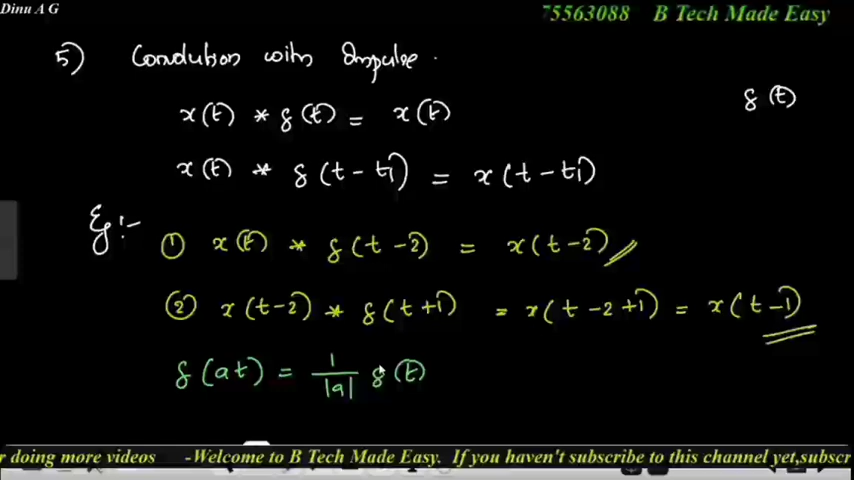 Dinu A G
75563088 B Tech Made Easy
5) Convolution with Impulse.
x(t) * δ(t) = x(t)
δ(t)
x(t) * δ(t-t1) = x(t-t1)
Eg:-
① x(t) * δ(t-2) = x(t-2)
② x(t-2) * δ(t+1) = x(t-2+1) = x(t-1)
δ(at) = 1/|a| δ(t)
r doing more videos -Welcome to B Tech Made Easy. If you haven't subscribe to this channel yet,subscr